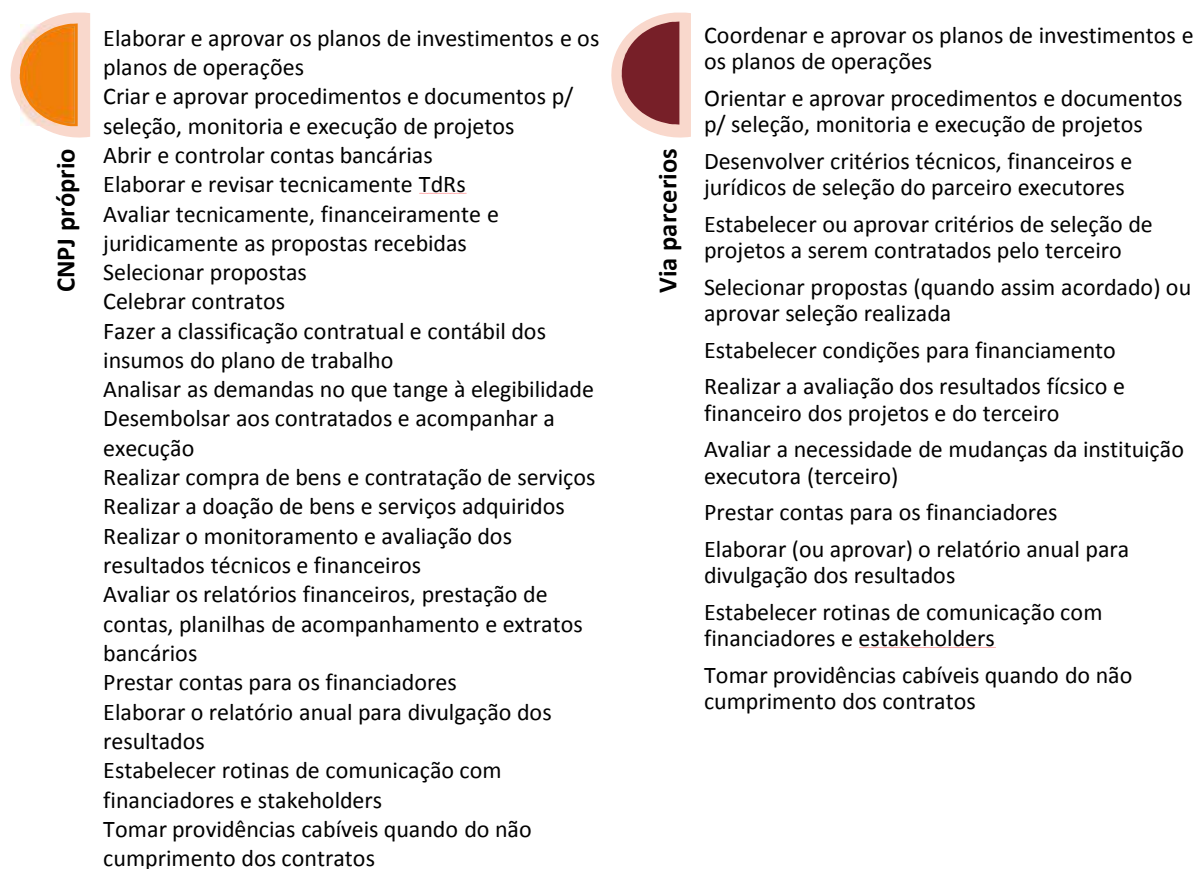 CNPJ próprio
Elaborar e aprovar os planos de investimentos e os
planos de operações
Criar e aprovar procedimentos e documentos p/
seleção, monitoria e execução de projetos
Abrir e controlar contas bancárias
Elaborar e revisar tecnicamente TdRs
Avaliar tecnicamente, financeiramente e
juridicamente as propostas recebidas
Selecionar propostas
Celebrar contratos
Fazer a classificação contratual e contábil dos
insumos do plano de trabalho
Analisar as demandas no que tange à elegibilidade
Desembolsar aos contratados e acompanhar a
execução
Realizar compra de bens e contratação de serviços
Realizar a doação de bens e serviços adquiridos
Realizar o monitoramento e avaliação dos
resultados técnicos e financeiros
Avaliar os relatórios financeiros, prestação de
contas, planilhas de acompanhamento e extratos
bancários
Prestar contas para os financiadores
Elaborar o relatório anual para divulgação dos
resultados
Estabelecer rotinas de comunicação com
financiadores e stakeholders
Tomar providências cabíveis quando do não
cumprimento dos contratos
Via parcerios
Coordenar e aprovar os planos de investimentos e
os planos de operações
Orientar e aprovar procedimentos e documentos
p/ seleção, monitoria e execução de projetos
Desenvolver critérios técnicos, financeiros e
jurídicos de seleção do parceiro executores
Estabelecer ou aprovar critérios de seleção de
projetos a serem contratados pelo terceiro
Selecionar propostas (quando assim acordado) ou
aprovar seleção realizada
Estabelecer condições para financiamento
Realizar a avaliação dos resultados fícsico e
financeiro dos projetos e do terceiro
Avaliar a necessidade de mudanças da instituição
executora (terceiro)
Prestar contas para os financiadores
Elaborar (ou aprovar) o relatório anual para
divulgação dos resultados
Estabelecer rotinas de comunicação com
financiadores e estakeholders
Tomar providências cabíveis quando do não
cumprimento dos contratos